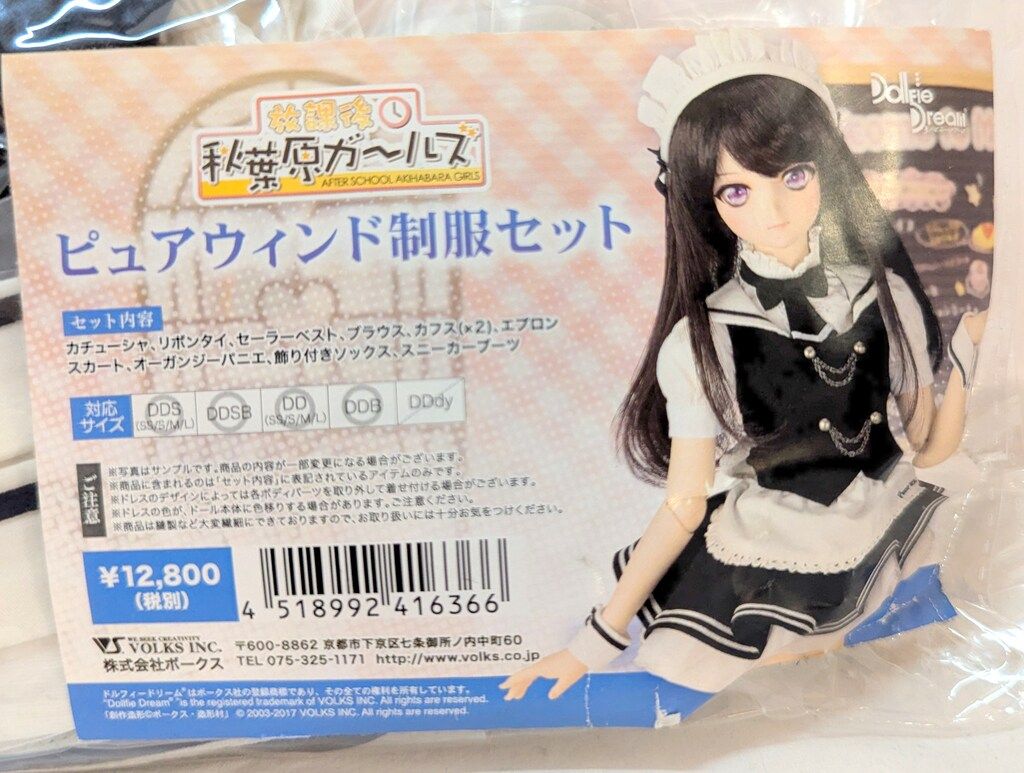 Dollfie Dream®
放課後
秋葉原ガールズ
AFTER SCHOOL AKIHABARA GIRLS
ピュアウィンド制服セット
セット内容
カチューシャ、リボンタイ、セーラーベスト、ブラウス、カフス(×2)、エプロン
スカート、オーガンジーパニエ、飾り付きソックス、スニーカーブーツ
対応サイズ
DDS (SS/S/M/L) DDSB DD (SS/S/M/L) DDB DDdy
ご注意
※写真はサンプルです。商品の内容が一部変更になる場合がございます。
※商品に含まれるのは「セット内容」に表記されているアイテムのみです。
※ドレスのデザインによっては各ボディパーツを取り外して着せ付ける場合がございます。
※ドレスの色が、ドール本体に色移りする場合があります。ご注意ください。
※商品は縫製など大変繊細にできておりますので、お取り扱いには十分お気をつけください。
¥12,800
(税別)
4 518992 416366
WE SEEK CREATIVITY
VOLKS INC.
株式会社ボークス
〒600-8862 京都市下京区七条御所ノ内中町60
TEL 075-325-1171 http://www.volks.co.jp
ドルフィードリーム®はボークス社の登録商標であり、その全ての権利を所有しています。
"Dollfie Dream" is the registered trademark of VOLKS INC. All rights are reserved.
「創作造形©ボークス・造形村」 © 2003-2017 VOLKS INC. All rights are reserved.